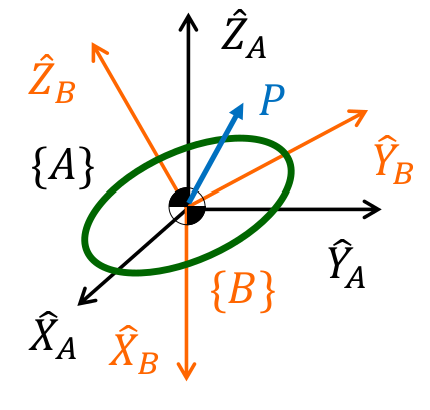 Ẑ_A
Ẑ_B
P
{A}
Ŷ_B
Ŷ_A
{B}
X̂_A
X̂_B